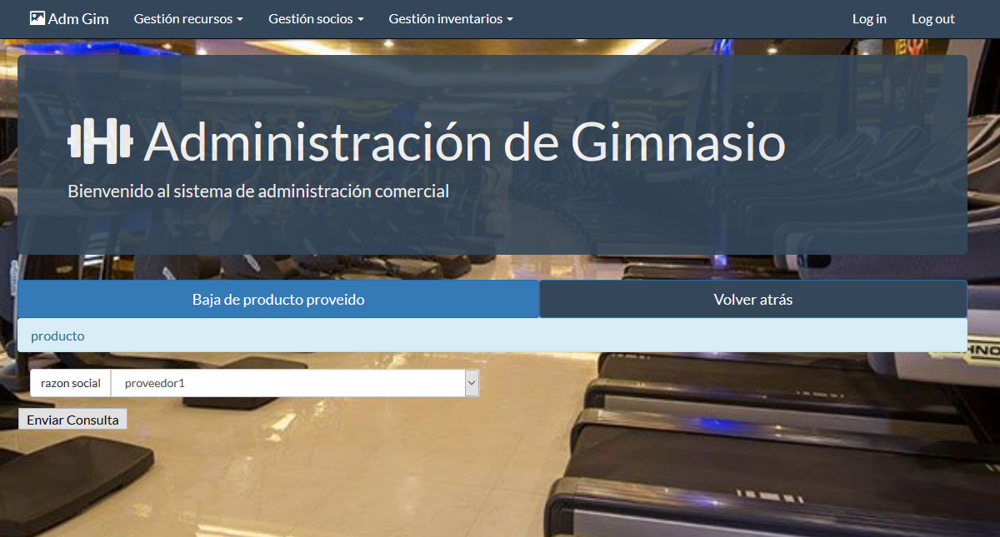 Adm Gim Gestión recursos Gestión socios Gestión inventarios Log in Log out
Administración de Gimnasio
Bienvenido al sistema de administración comercial
Baja de producto proveido Volver atrás
producto
razon social proveedor1
Enviar Consulta